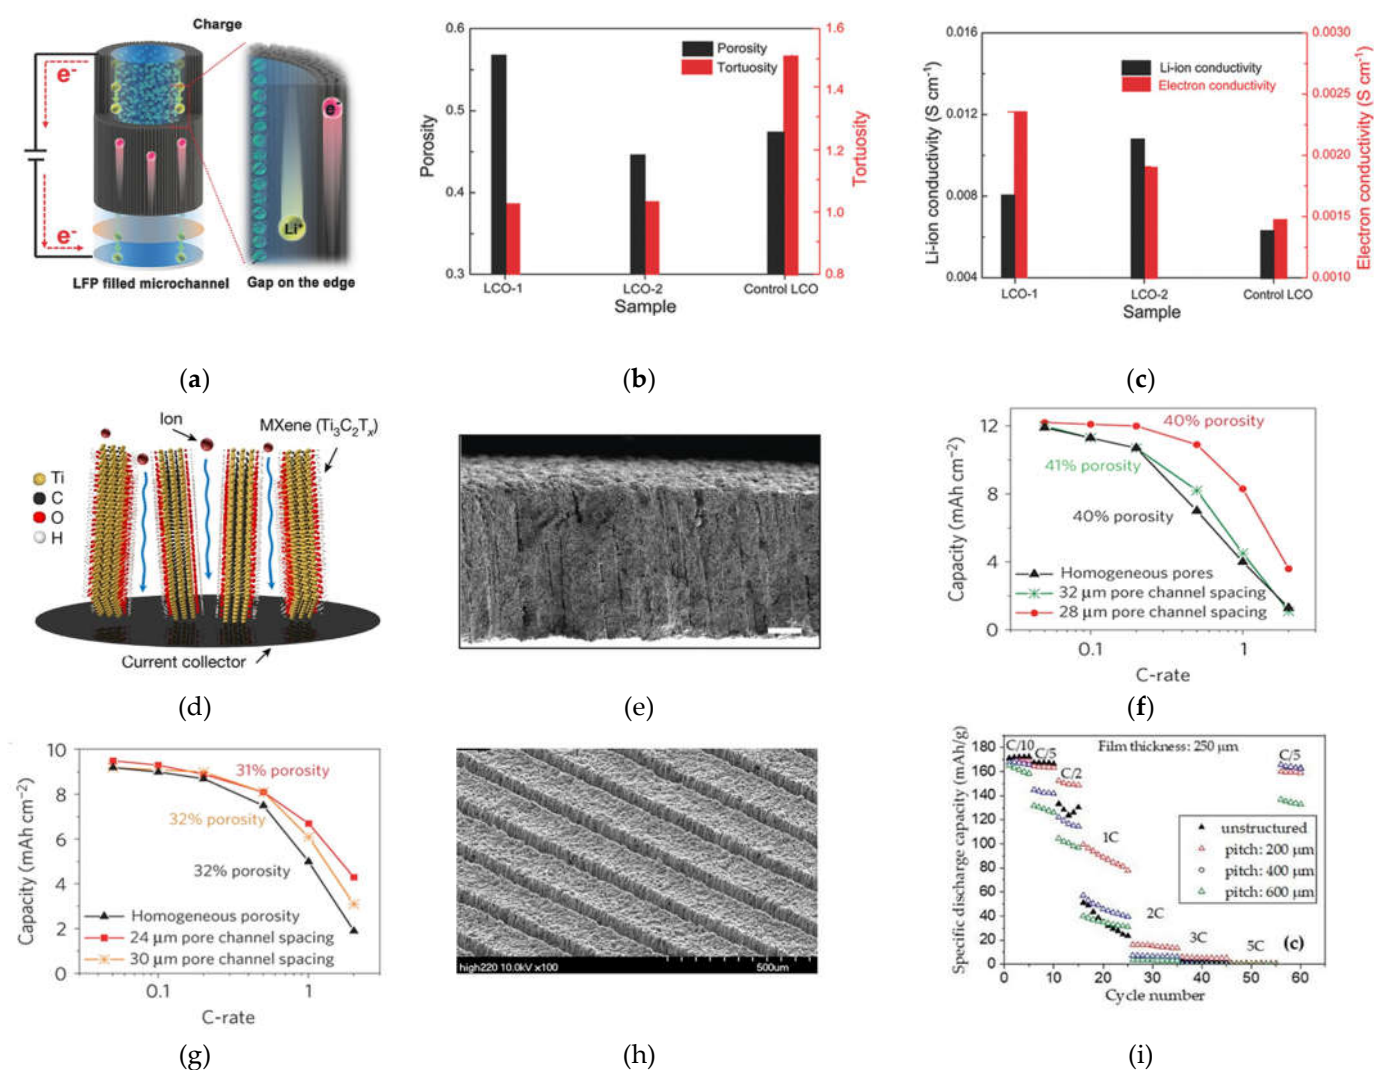 Charge
e-
e-
e-
Li+
LFP filled microchannel
Gap on the edge
(a)
0.6
0.5
0.4
0.3
Porosity
Porosity
Tortuosity
1.6
1.4
1.2
1.0
0.8
Tortuosity
LCO-1
LCO-2
Control LCO
Sample
(b)
0.016
0.012
0.008
0.004
Li-ion conductivity (S cm⁻¹)
Li-ion conductivity
Electron conductivity
0.0030
0.0025
0.0020
0.0015
0.0010
Electron conductivity (S cm⁻¹)
LCO-1
LCO-2
Control LCO
Sample
(c)
Ion
MXene (Ti₃C₂Tₓ)
Ti
C
O
H
Current collector
(d)
(e)
12
8
4
0
Capacity (mAh cm⁻²)
40% porosity
41% porosity
40% porosity
Homogeneous pores
32 μm pore channel spacing
28 μm pore channel spacing
0.1
1
C-rate
(f)
10
8
6
4
2
0
Capacity (mAh cm⁻²)
31% porosity
32% porosity
32% porosity
Homogeneous porosity
24 μm pore channel spacing
30 μm pore channel spacing
0.1
1
C-rate
(g)
high220 10.0kV ×100
500um
(h)
180
160
140
120
100
80
60
40
20
0
Specific discharge capacity (mAh/g)
C/10
C/5
C/2
1C
2C
3C
5C
C/5
Film thickness: 250 μm
unstructured
pitch: 200 μm
pitch: 400 μm
pitch: 600 μm
(c)
0
10
20
30
40
50
60
Cycle number
(i)